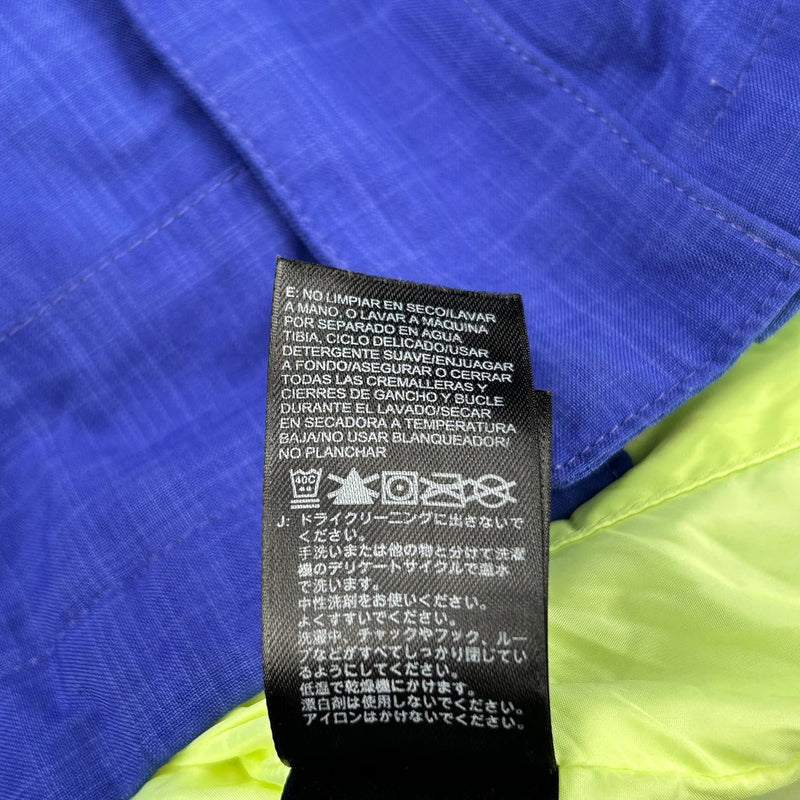 E: NO LIMPIAR EN SECO/LAVAR
A MANO, O LAVAR A MÁQUINA
POR SEPARADO EN AGUA
TIBIA, CICLO DELICADO/USAR
DETERGENTE SUAVE/ENJUAGAR
A FONDO/ASEGURAR O CERRAR
TODAS LAS CREMALLERAS Y
CIERRES DE GANCHO Y BUCLE
DURANTE EL LAVADO/SECAR
EN SECADORA A TEMPERATURA
BAJA/NO USAR BLANQUEADOR/
NO PLANCHAR
40C
J: ドライクリーニングに出さないで
ください。
手洗いまたは他の物と分けて洗濯
機のデリケートサイクルで温水
で洗います。
中性洗剤をお使いください。
よくすすいでください。
洗濯中、チャックやフック、ルー
プなどがすべてしっかり閉じてい
るようにしてください。
低温で乾燥機にかけます。
漂白剤は使用しないでください。
アイロンはかけないでください。